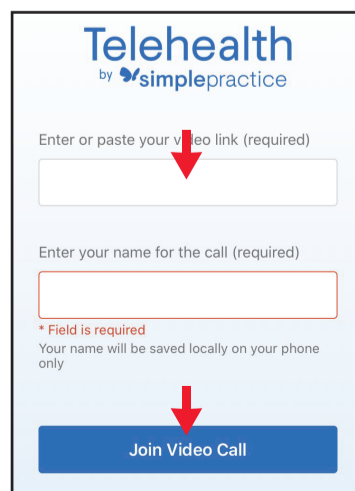 Telehealth
by simplepractice
Enter or paste your video link (required)
Enter your name for the call (required)
* Field is required
Your name will be saved locally on your phone
only
Join Video Call